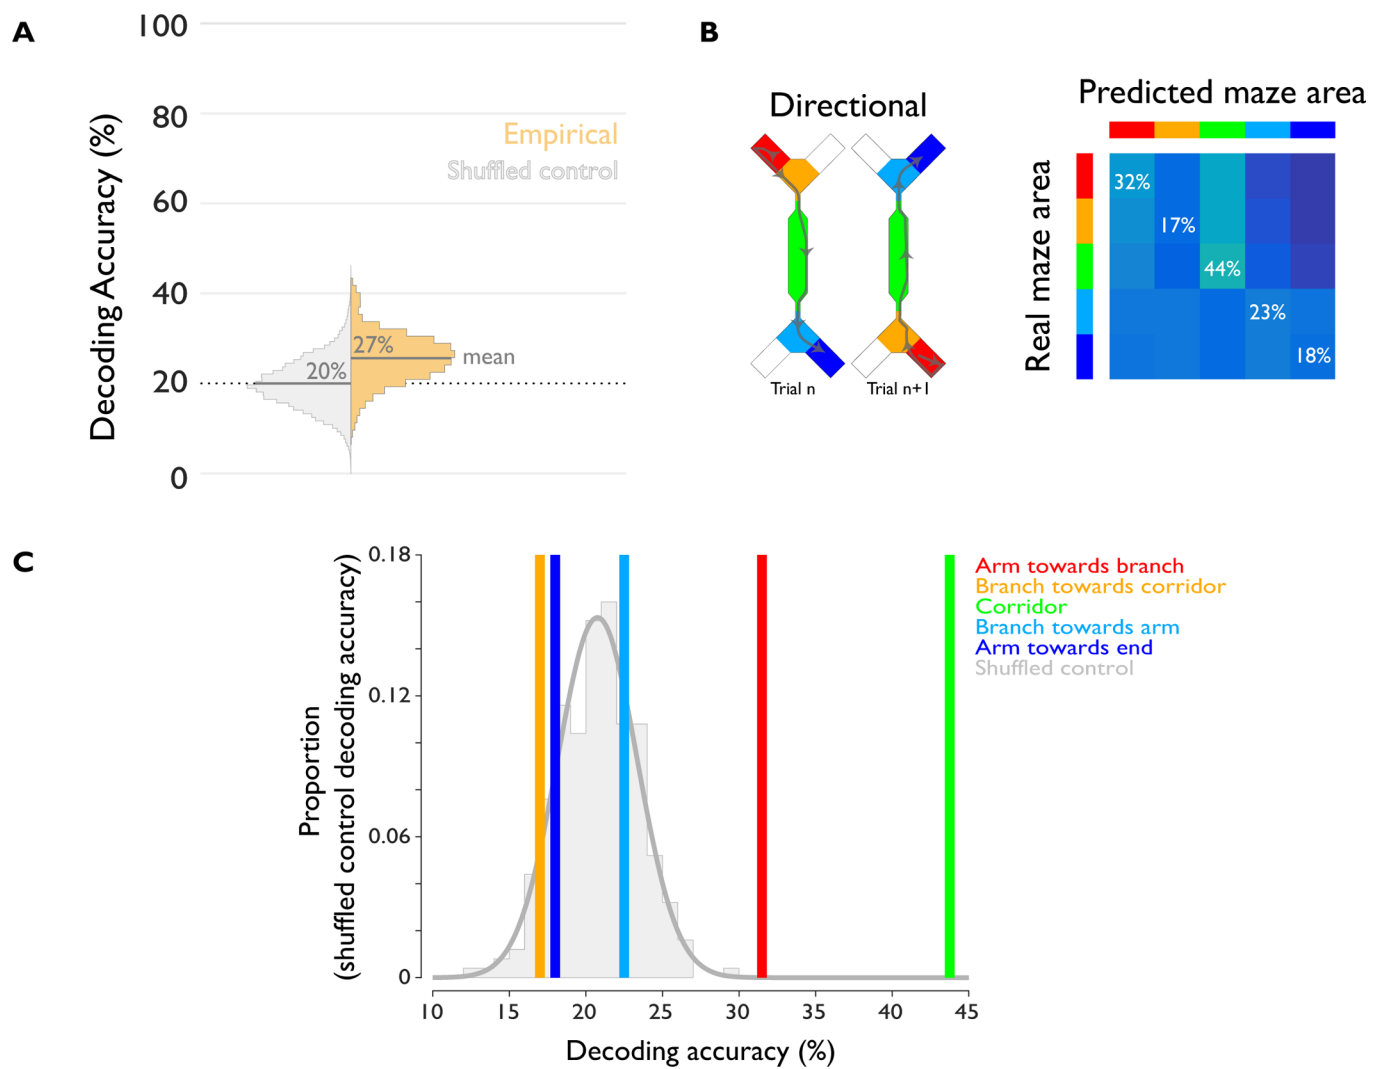 A
100
80
60
40
20
0
Decoding Accuracy (%)
Empirical
Shuffled control
27%
20%
mean
B
Directional
Trial n
Trial n+1
Predicted maze area
Real maze area
32%
17%
44%
23%
18%
C
0.18
0.12
0.06
0
Proportion
(shuffled control decoding accuracy)
10
15
20
25
30
35
40
45
Decoding accuracy (%)
Arm towards branch
Branch towards corridor
Corridor
Branch towards arm
Arm towards end
Shuffled control